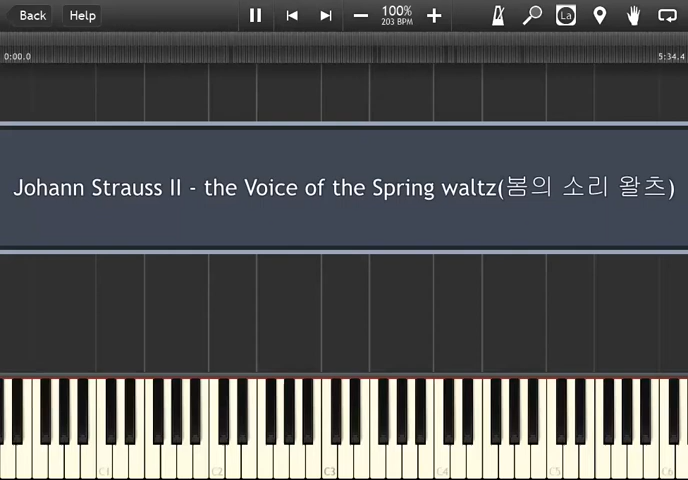 Back Help 100% La
203 BPM
0:00.0 5:34.4
Johann Strauss II - the Voice of the Spring waltz(봄의 소리 왈츠)
C1 C2 C3 C4 C5 C6